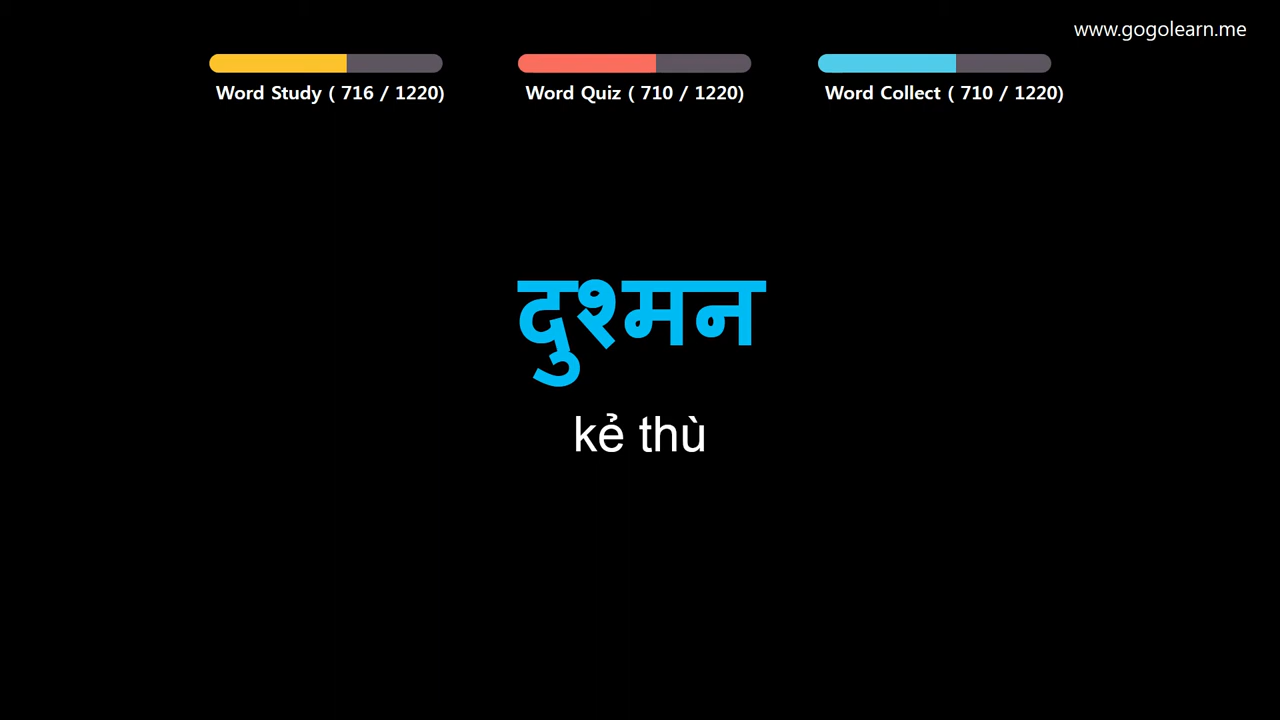 www.gogolearn.me
Word Study ( 716 / 1220)
Word Quiz ( 710 / 1220)
Word Collect ( 710 / 1220)
दुश्मन
kẻ thù